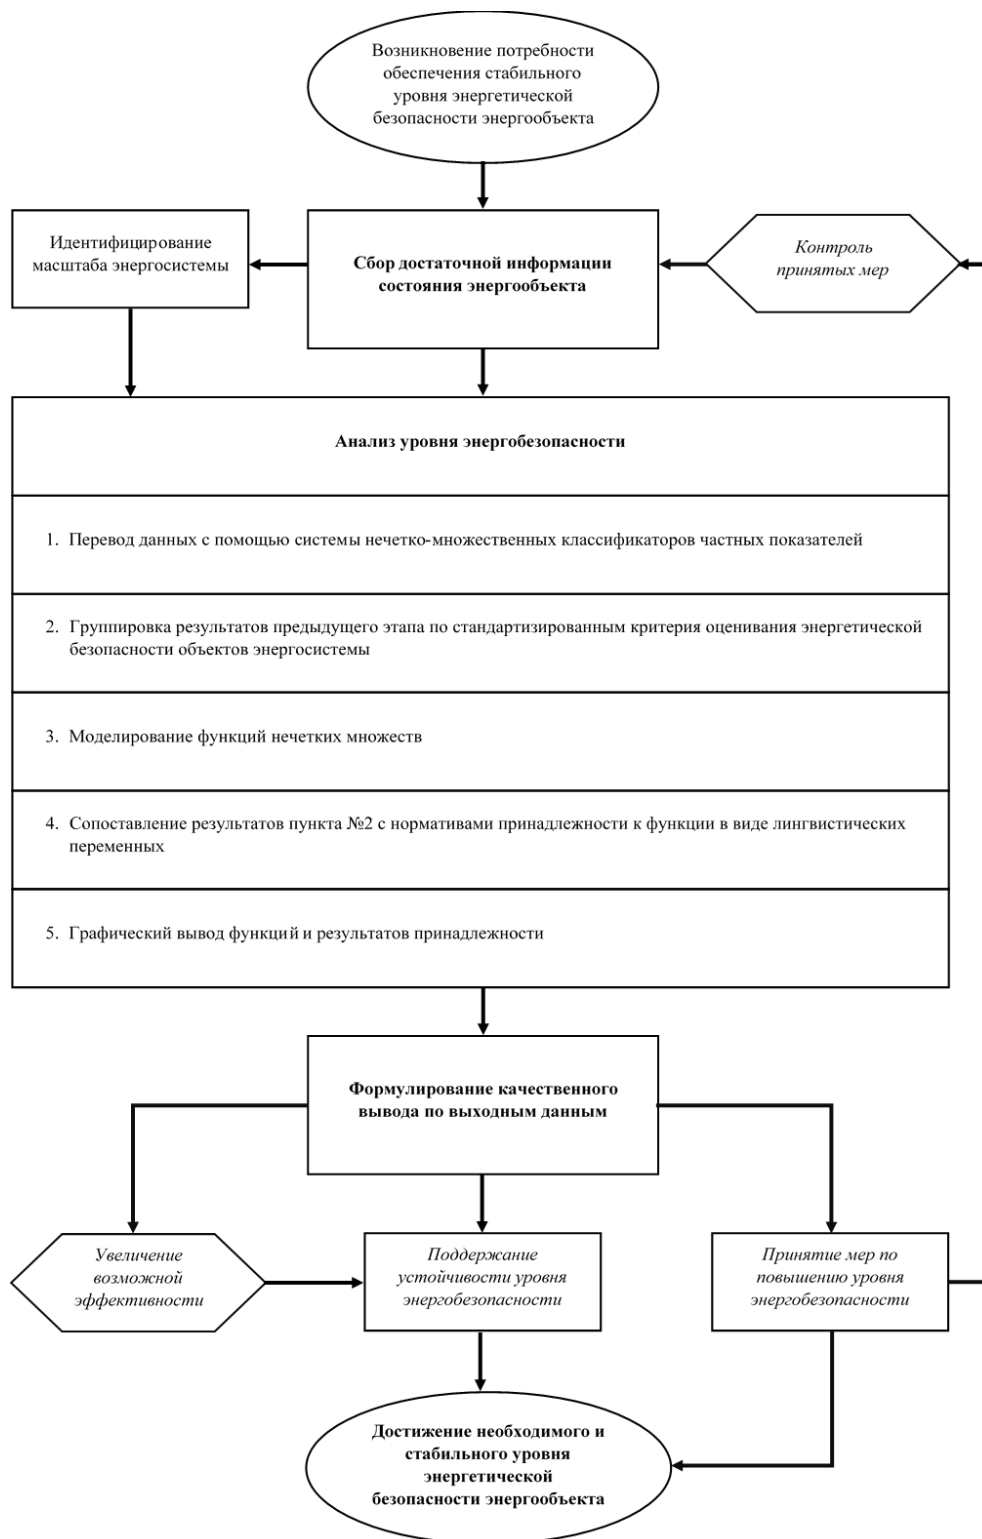 Возникновение потребности
обеспечения стабильного
уровня энергетической
безопасности энергообъекта
Идентифицирование
масштаба энергосистемы
Сбор достаточной информации
состояния энергообъекта
Контроль
принятых мер
Анализ уровня энергобезопасности
1. Перевод данных с помощью системы нечетко-множественных классификаторов частных показателей
2. Группировка результатов предыдущего этапа по стандартизированным критерия оценивания энергетической
безопасности объектов энергосистемы
3. Моделирование функций нечетких множеств
4. Сопоставление результатов пункта №2 с нормативами принадлежности к функции в виде лингвистических
переменных
5. Графический вывод функций и результатов принадлежности
Формулирование качественного
вывода по выходным данным
Увеличение
возможной
эффективности
Поддержание
устойчивости уровня
энергобезопасности
Принятие мер по
повышению уровня
энергобезопасности
Достижение необходимого и
стабильного уровня
энергетической
безопасности энергообъекта